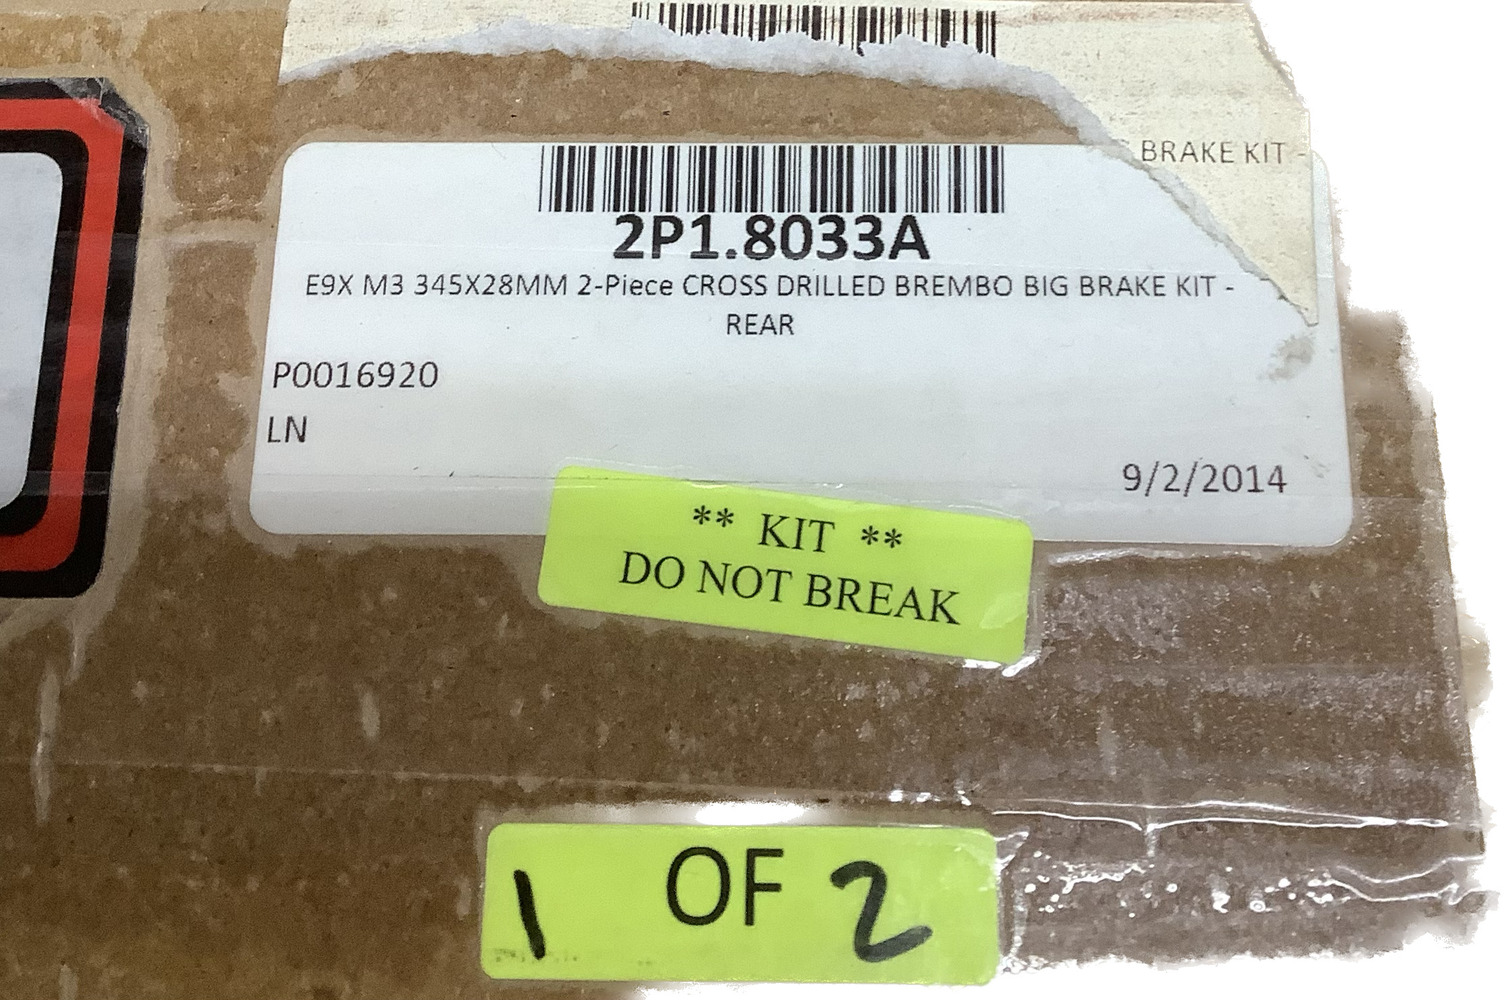 BRAKE KIT -
2P1.8033A
E9X M3 345X28MM 2-Piece CROSS DRILLED BREMBO BIG BRAKE KIT -
REAR
P0016920
LN
9/2/2014
** KIT **
DO NOT BREAK
1 OF 2